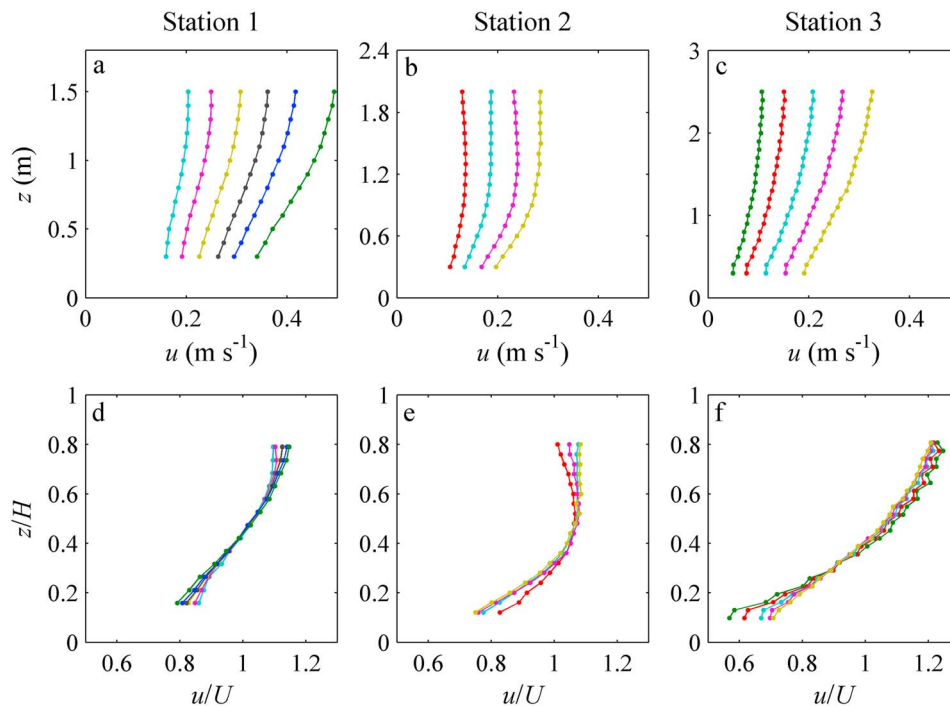 Station 1 Station 2 Station 3
a b c
1.5 2.4 3
1 1.8 2
0.5 1.2 1
0 0.6 0
0
z (m)
0 0.2 0.4 0 0.2 0.4 0 0.2 0.4
u (m s⁻¹) u (m s⁻¹) u (m s⁻¹)
d e f
1 1 1
0.8 0.8 0.8
0.6 0.6 0.6
0.4 0.4 0.4
0.2 0.2 0.2
0 0 0
z/H
0.6 0.8 1 1.2 0.6 0.8 1 1.2 0.6 0.8 1 1.2
u/U u/U u/U